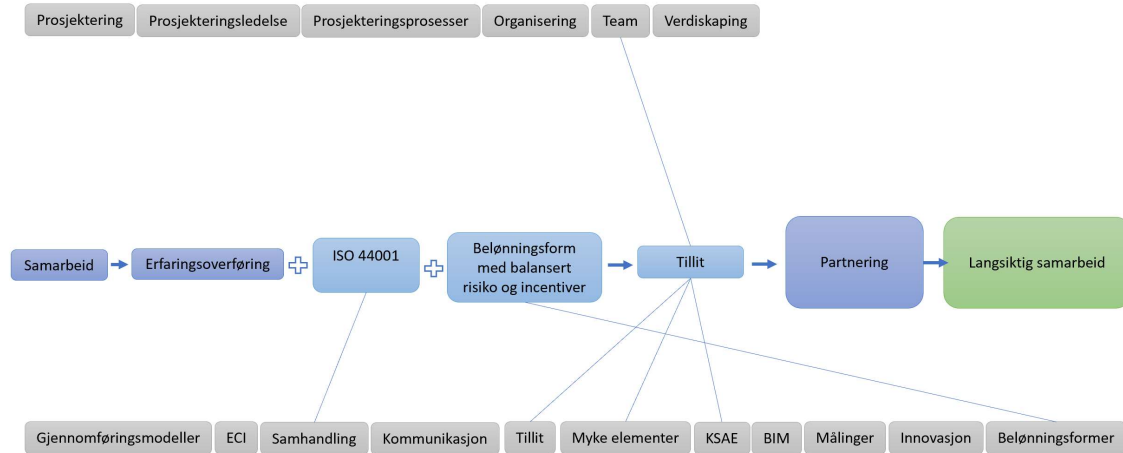 Prosjektering
Prosjekteringsledelse
Prosjekteringsprosesser
Organisering
Team
Verdiskaping
Samarbeid
Erfaringsoverføring
ISO 44001
Belønningsform
med balansert
risiko og incentiver
Tillit
Partnering
Langsiktig samarbeid
Gjennomføringsmodeller
ECI
Samhandling
Kommunikasjon
Tillit
Myke elementer
KSAE
BIM
Målinger
Innovasjon
Belønningsformer